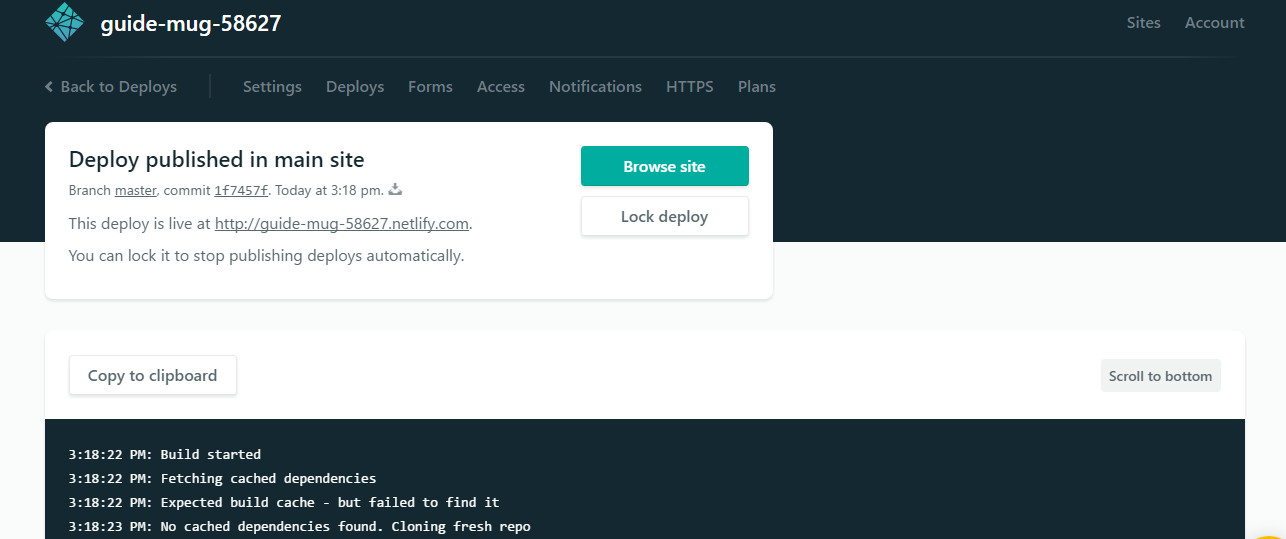 guide-mug-58627
Sites Account
Back to Deploys Settings Deploys Forms Access Notifications HTTPS Plans
Deploy published in main site
Branch master, commit 1f7457f. Today at 3:18 pm.
This deploy is live at http://guide-mug-58627.netlify.com.
You can lock it to stop publishing deploys automatically.
Browse site
Lock deploy
Copy to clipboard
Scroll to bottom
3:18:22 PM: Build started
3:18:22 PM: Fetching cached dependencies
3:18:22 PM: Expected build cache - but failed to find it
3:18:23 PM: No cached dependencies found. Cloning fresh repo